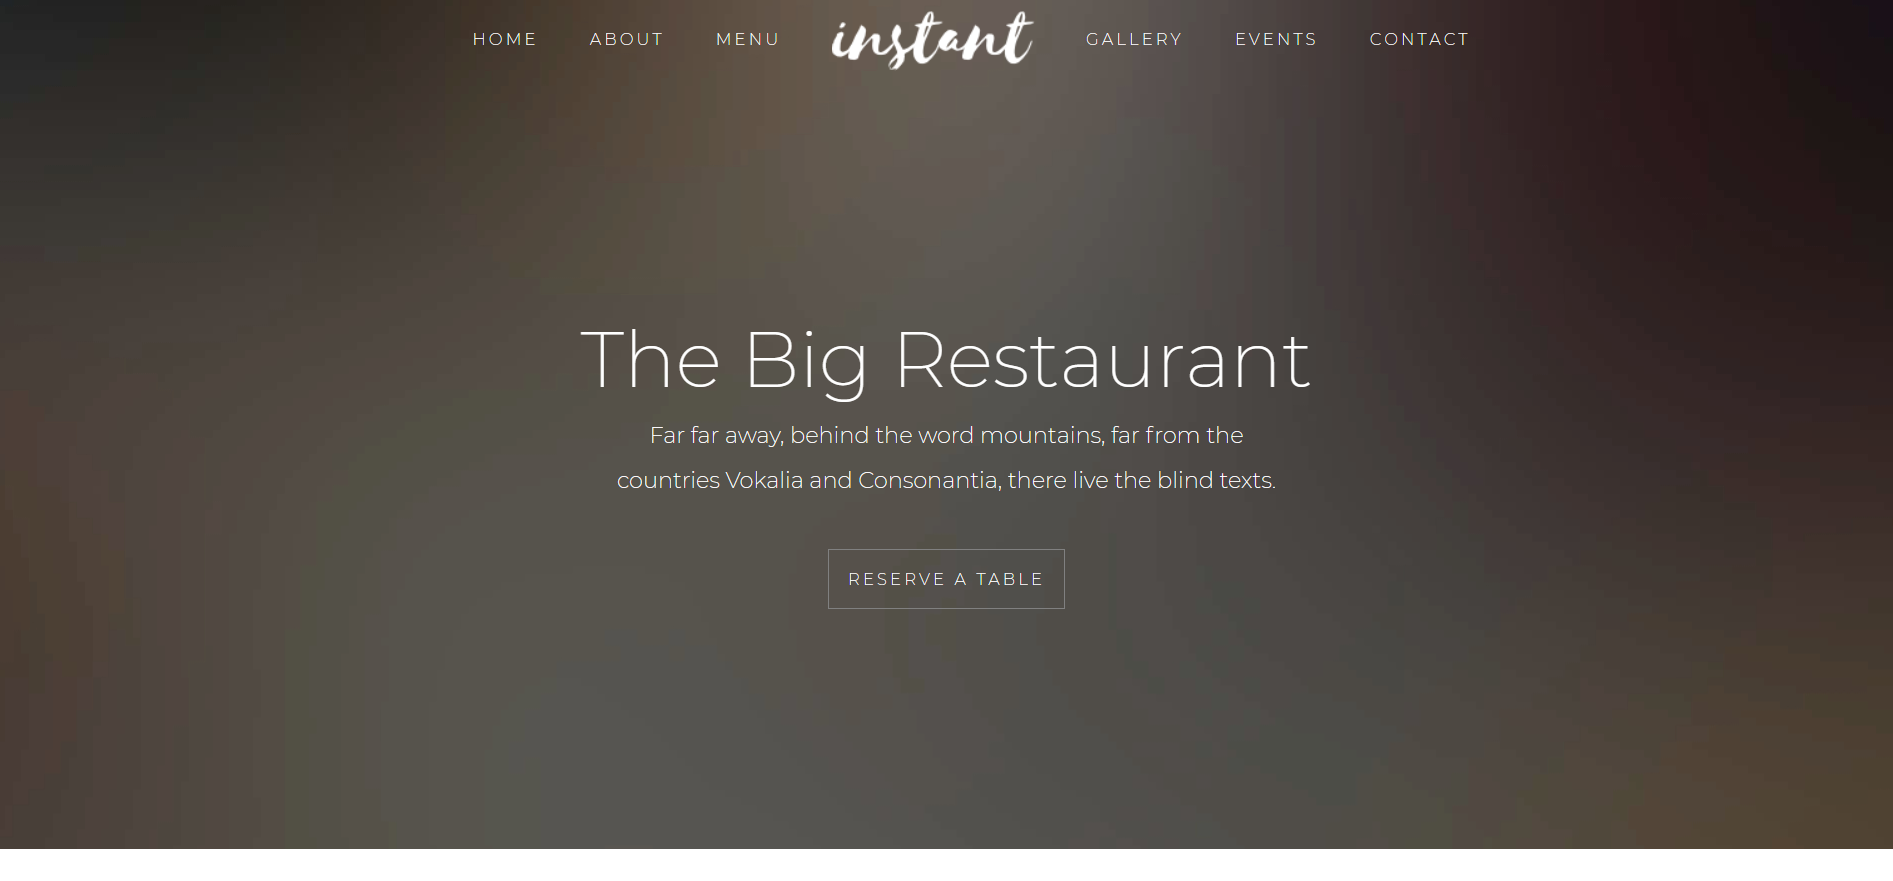 HOME ABOUT MENU instant GALLERY EVENTS CONTACT
The Big Restaurant
Far far away, behind the word mountains, far from the
countries Vokalia and Consonantia, there live the blind texts.
RESERVE A TABLE